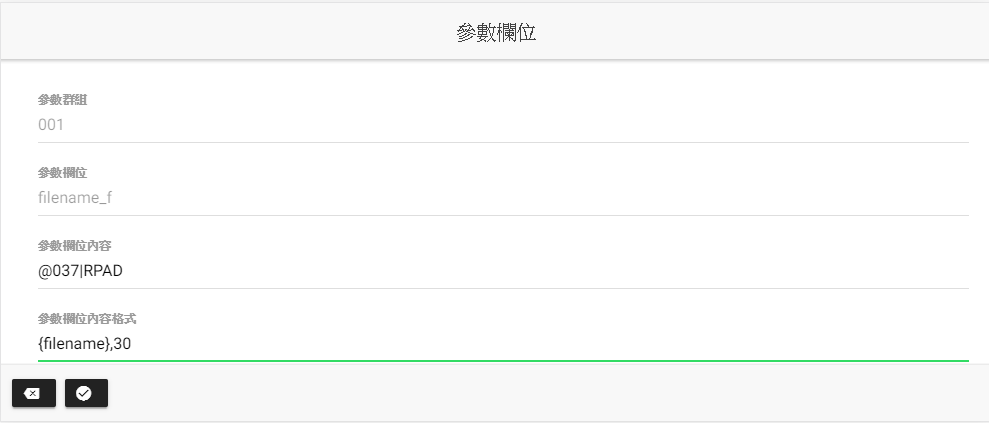 參數欄位
參數群組
001
參數欄位
filename_f
參數欄位內容
@037|RPAD
參數欄位內容格式
{filename},30